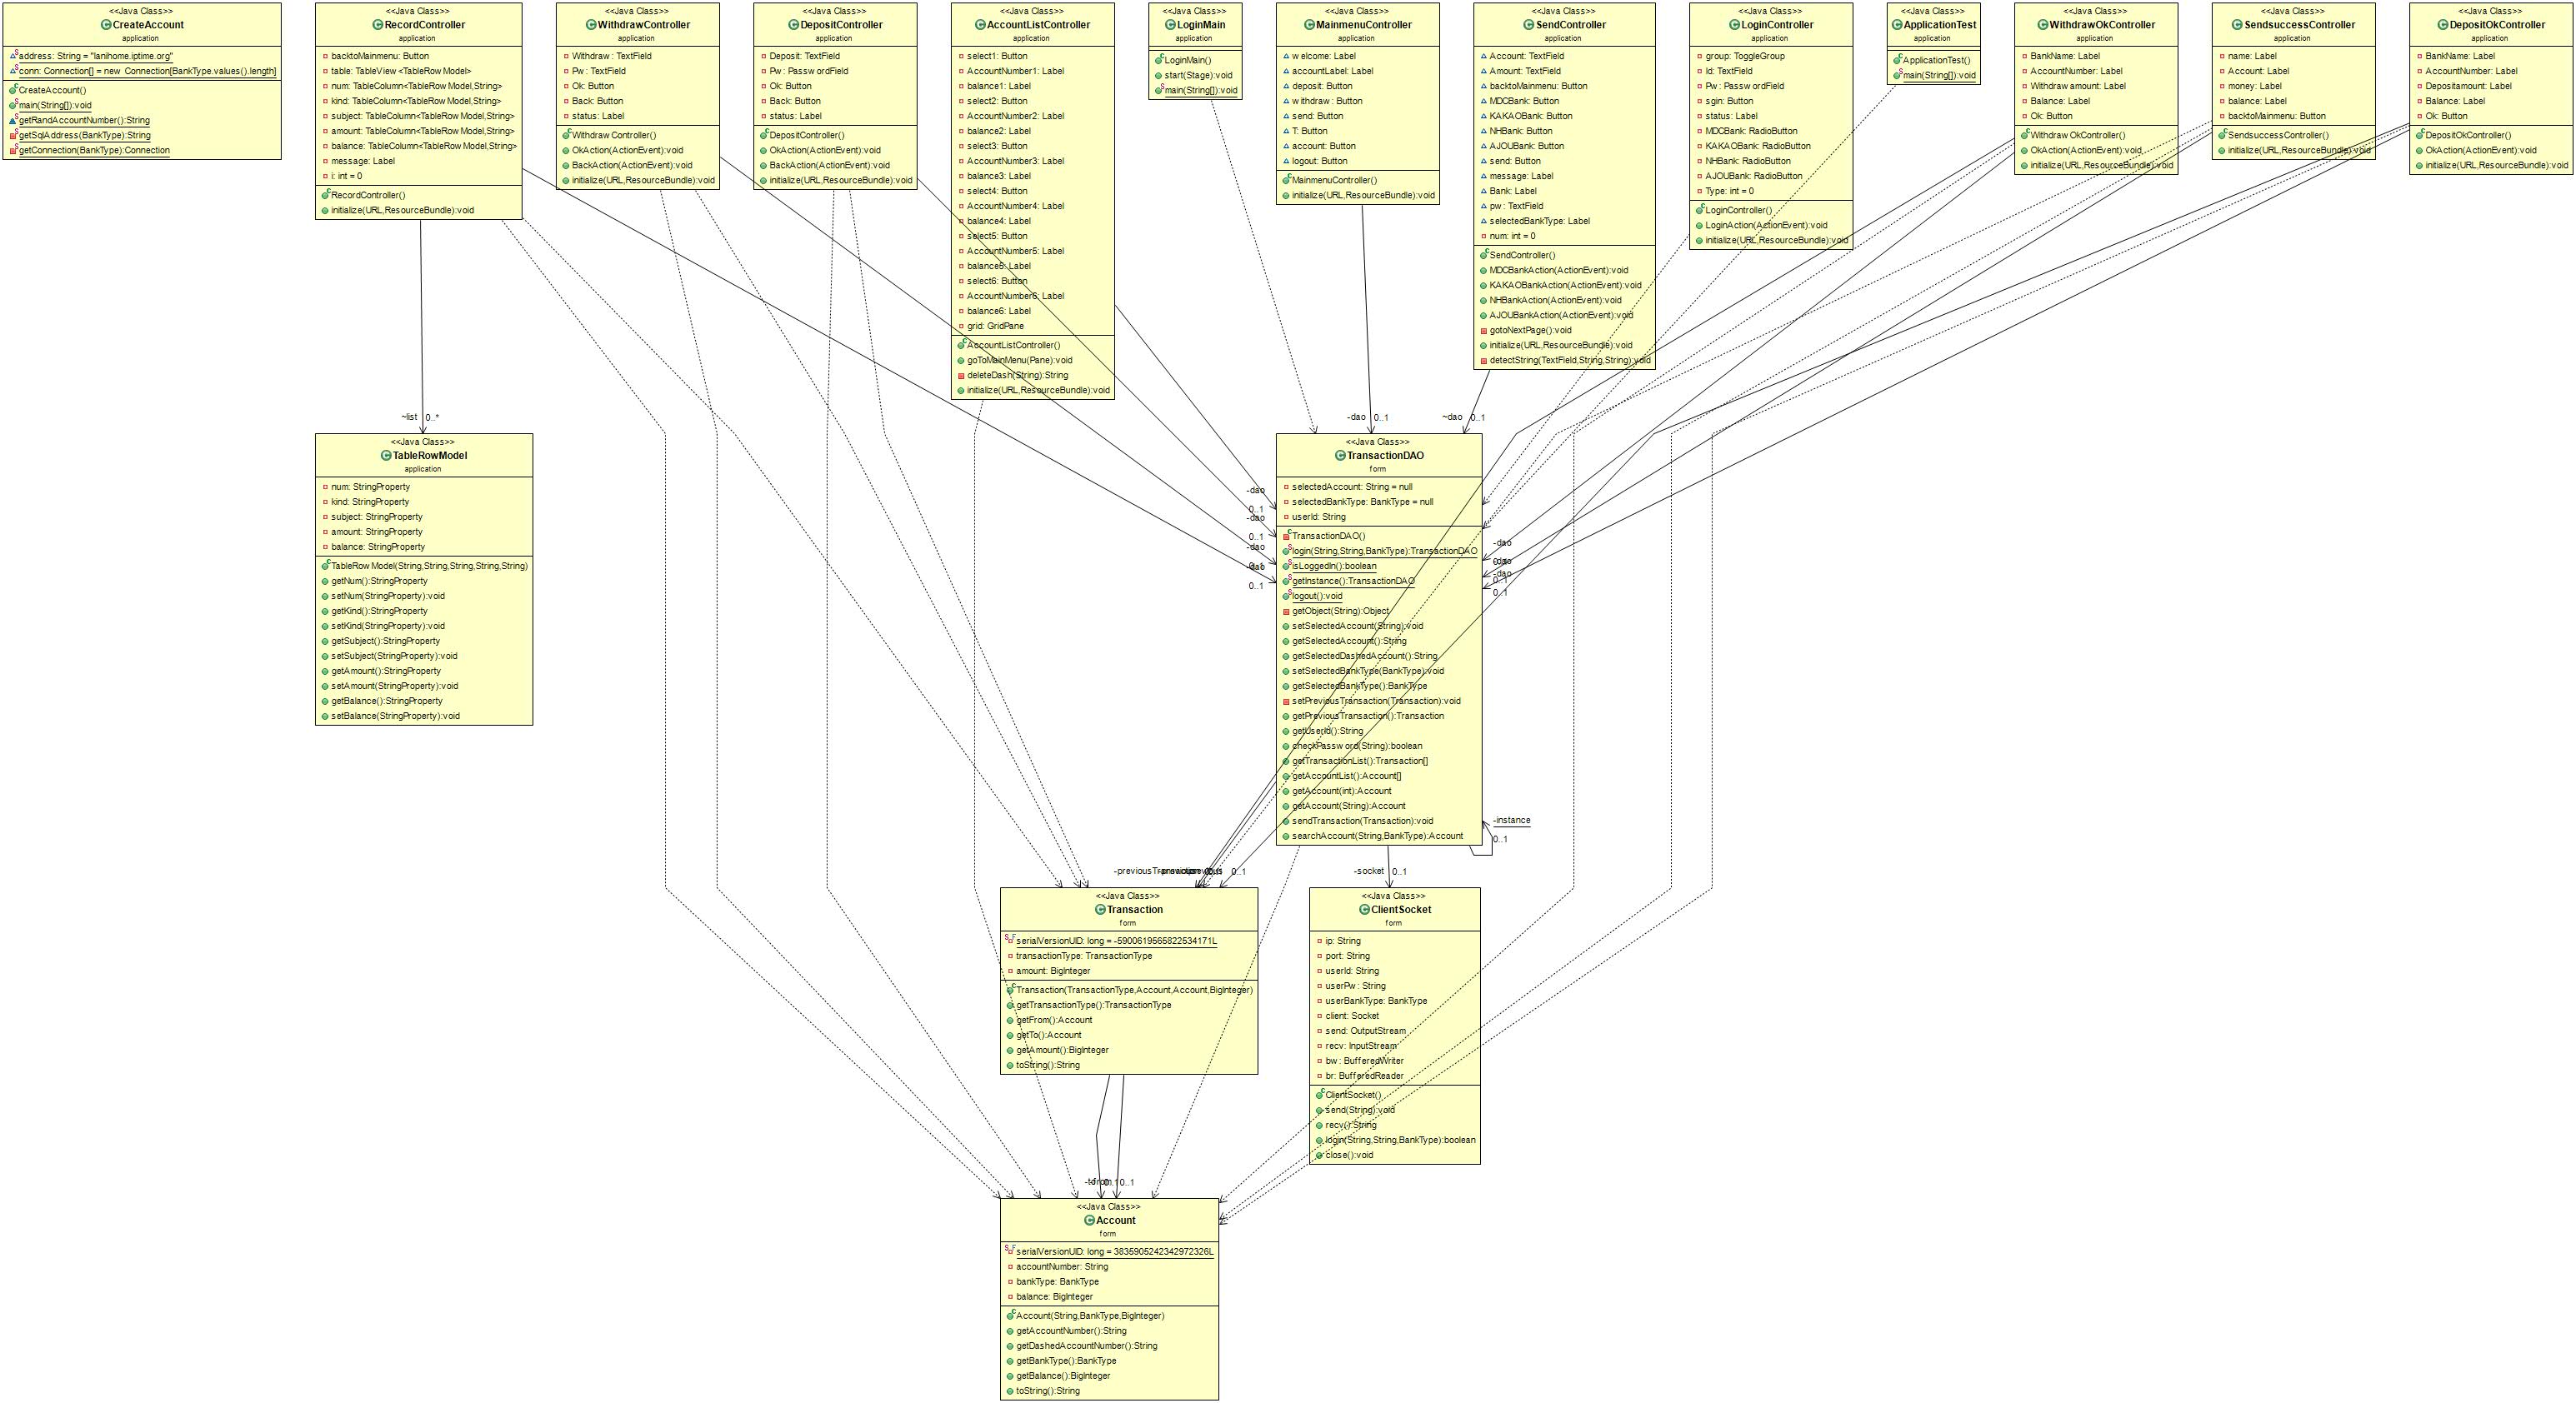 <<Java Class>>
CreateAccount
application
address: String = "lanihome.iptime.org"
conn: Connection[] = new Connection[BankType.values().length]
CreateAccount()
main(String[]):void
getRandAccountNumber():String
getSqlAddress(BankType):String
getConnection(BankType):Connection
<<Java Class>>
RecordController
application
backtoMainmenu: Button
table: TableView<TableRowModel>
num: TableColumn<TableRowModel,String>
kind: TableColumn<TableRowModel,String>
subject: TableColumn<TableRowModel,String>
amount: TableColumn<TableRowModel,String>
balance: TableColumn<TableRowModel,String>
message: Label
i: int = 0
RecordController()
initialize(URL,ResourceBundle):void
<<Java Class>>
WithdrawController
application
Withdraw: TextField
Pw: TextField
Ok: Button
Back: Button
status: Label
WithdrawController()
OkAction(ActionEvent):void
BackAction(ActionEvent):void
initialize(URL,ResourceBundle):void
<<Java Class>>
DepositController
application
Deposit: TextField
Pw: PasswordField
Ok: Button
Back: Button
status: Label
DepositController()
OkAction(ActionEvent):void
BackAction(ActionEvent):void
initialize(URL,ResourceBundle):void
<<Java Class>>
AccountListController
application
select1: Button
AccountNumber1: Label
balance1: Label
select2: Button
AccountNumber2: Label
balance2: Label
select3: Button
AccountNumber3: Label
balance3: Label
select4: Button
AccountNumber4: Label
balance4: Label
select5: Button
AccountNumber5: Label
balance5: Label
select6: Button
AccountNumber6: Label
balance6: Label
grid: GridPane
AccountListController()
goToMainMenu(Pane):void
deleteDash(String):String
initialize(URL,ResourceBundle):void
<<Java Class>>
LoginMain
application
LoginMain()
start(Stage):void
main(String[]):void
<<Java Class>>
MainmenuController
application
welcome: Label
accountLabel: Label
deposit: Button
withdraw: Button
send: Button
T: Button
account: Button
logout: Button
MainmenuController()
initialize(URL,ResourceBundle):void
<<Java Class>>
SendController
application
Account: TextField
Amount: TextField
backtoMainmenu: Button
MDCBank: Button
KAKAOBank: Button
NHBank: Button
AJOUBank: Button
send: Button
message: Label
Bank: Label
pw: TextField
selectedBankType: Label
num: int = 0
SendController()
MDCBankAction(ActionEvent):void
KAKAOBankAction(ActionEvent):void
NHBankAction(ActionEvent):void
AJOUBankAction(ActionEvent):void
gotoNextPage():void
initialize(URL,ResourceBundle):void
detectString(TextField,String,String):void
<<Java Class>>
LoginController
application
group: ToggleGroup
Id: TextField
Pw: PasswordField
sgin: Button
status: Label
MDCBank: RadioButton
KAKAOBank: RadioButton
NHBank: RadioButton
AJOUBank: RadioButton
Type: int = 0
LoginController()
LoginAction(ActionEvent):void
initialize(URL,ResourceBundle):void
<<Java Class>>
ApplicationTest
application
ApplicationTest()
main(String[]):void
<<Java Class>>
WithdrawOkController
application
BankName: Label
AccountNumber: Label
Withdrawamount: Label
Balance: Label
Ok: Button
WithdrawOkController()
OkAction(ActionEvent):void
initialize(URL,ResourceBundle):void
<<Java Class>>
SendsuccessController
application
name: Label
Account: Label
money: Label
balance: Label
backtoMainmenu: Button
SendsuccessController()
initialize(URL,ResourceBundle):void
<<Java Class>>
DepositOkController
application
BankName: Label
AccountNumber: Label
Depositamount: Label
Balance: Label
Ok: Button
DepositOkController()
OkAction(ActionEvent):void
initialize(URL,ResourceBundle):void
~list 0..*
-dao 0..1
~dao 0..1
<<Java Class>>
TableRowModel
application
num: StringProperty
kind: StringProperty
subject: StringProperty
amount: StringProperty
balance: StringProperty
TableRowModel(String,String,String,String,String)
getNum():StringProperty
setNum(StringProperty):void
getKind():StringProperty
setKind(StringProperty):void
getSubject():StringProperty
setSubject(StringProperty):void
getAmount():StringProperty
setAmount(StringProperty):void
getBalance():StringProperty
setBalance(StringProperty):void
-dao
0..1
-dao
0..1
-dao
-dao
0..1
<<Java Class>>
TransactionDAO
form
selectedAccount: String = null
selectedBankType: BankType = null
userId: String
TransactionDAO()
login(String,String,BankType):TransactionDAO
isLoggedIn():boolean
getInstance():TransactionDAO
logout():void
getObject(String):Object
setSelectedAccount(String):void
getSelectedAccount():String
getSelectedDashedAccount():String
setSelectedBankType(BankType):void
getSelectedBankType():BankType
setPreviousTransaction(Transaction):void
getPreviousTransaction():Transaction
getUserId():String
checkPassword(String):boolean
getTransactionList():Transaction[]
getAccountList():Account[]
getAccount(int):Account
getAccount(String):Account
sendTransaction(Transaction):void
searchAccount(String,BankType):Account
-dao
-dao
0..1
0..1
-instance
0..1
-previousTransaction
0..1
-socket 0..1
<<Java Class>>
Transaction
form
serialVersionUID: long = -5900619565822534171L
transactionType: TransactionType
amount: BigInteger
Transaction(TransactionType,Account,Account,BigInteger)
getTransactionType():TransactionType
getFrom():Account
getTo():Account
getAmount():BigInteger
toString():String
<<Java Class>>
ClientSocket
form
ip: String
port: String
userId: String
userPw: String
userBankType: BankType
client: Socket
send: OutputStream
recv: InputStream
bw: BufferedWriter
br: BufferedReader
ClientSocket()
send(String):void
recv():String
login(String,String,BankType):boolean
close():void
0..1
<<Java Class>>
Account
form
serialVersionUID: long = 3835905242342972326L
accountNumber: String
bankType: BankType
balance: BigInteger
Account(String,BankType,BigInteger)
getAccountNumber():String
getDashedAccountNumber():String
getBankType():BankType
getBalance():BigInteger
toString():String